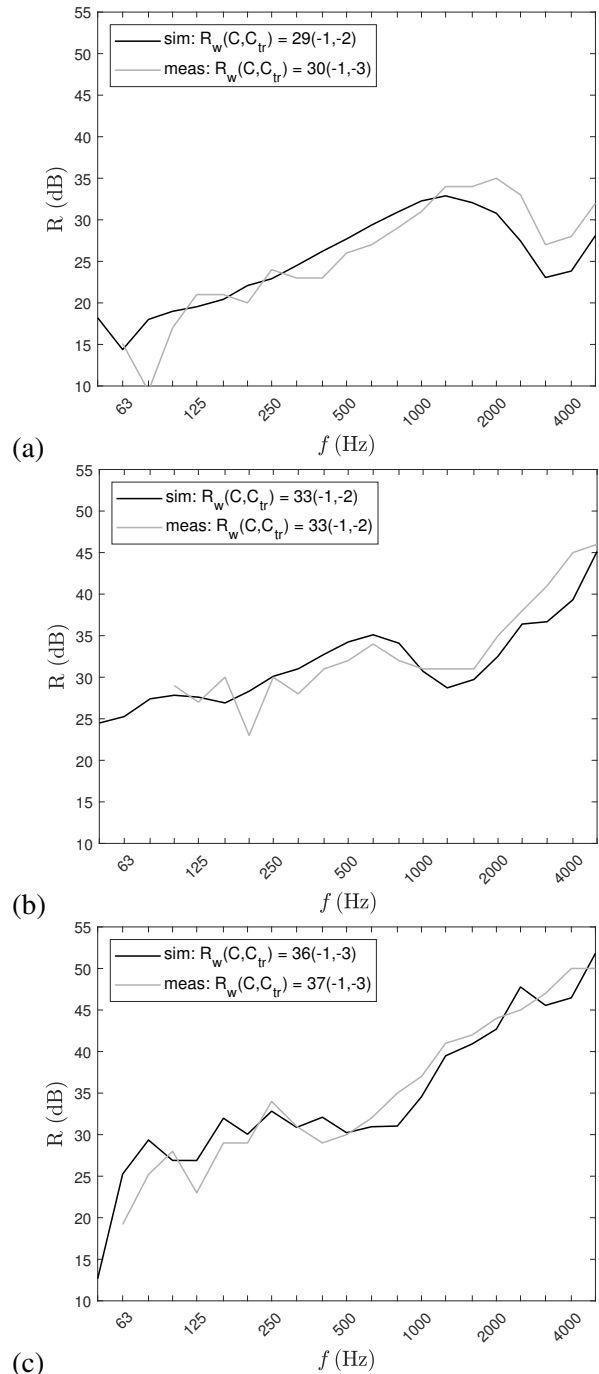 sim: R_w(C,C_tr) = 29(-1,-2)
meas: R_w(C,C_tr) = 30(-1,-3)
55
50
45
40
35
30
25
20
15
10
R (dB)
63 125 250 500 1000 2000 4000
f (Hz)
(a)
sim: R_w(C,C_tr) = 33(-1,-2)
meas: R_w(C,C_tr) = 33(-1,-2)
55
50
45
40
35
30
25
20
15
10
R (dB)
63 125 250 500 1000 2000 4000
f (Hz)
(b)
sim: R_w(C,C_tr) = 36(-1,-3)
meas: R_w(C,C_tr) = 37(-1,-3)
55
50
45
40
35
30
25
20
15
10
R (dB)
63 125 250 500 1000 2000 4000
f (Hz)
(c)